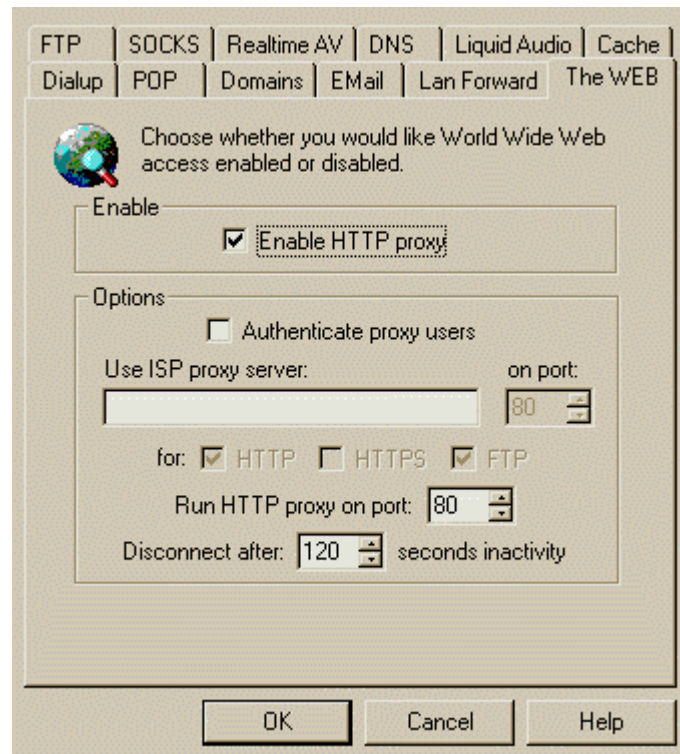 FTP SOCKS Realtime AV DNS Liquid Audio Cache
Dialup POP Domains EMail Lan Forward The WEB
Choose whether you would like World Wide Web
access enabled or disabled.
Enable
Enable HTTP proxy
Options
Authenticate proxy users
Use ISP proxy server: on port:
80
for: HTTP HTTPS FTP
Run HTTP proxy on port: 80
Disconnect after: 120 seconds inactivity
OK Cancel Help